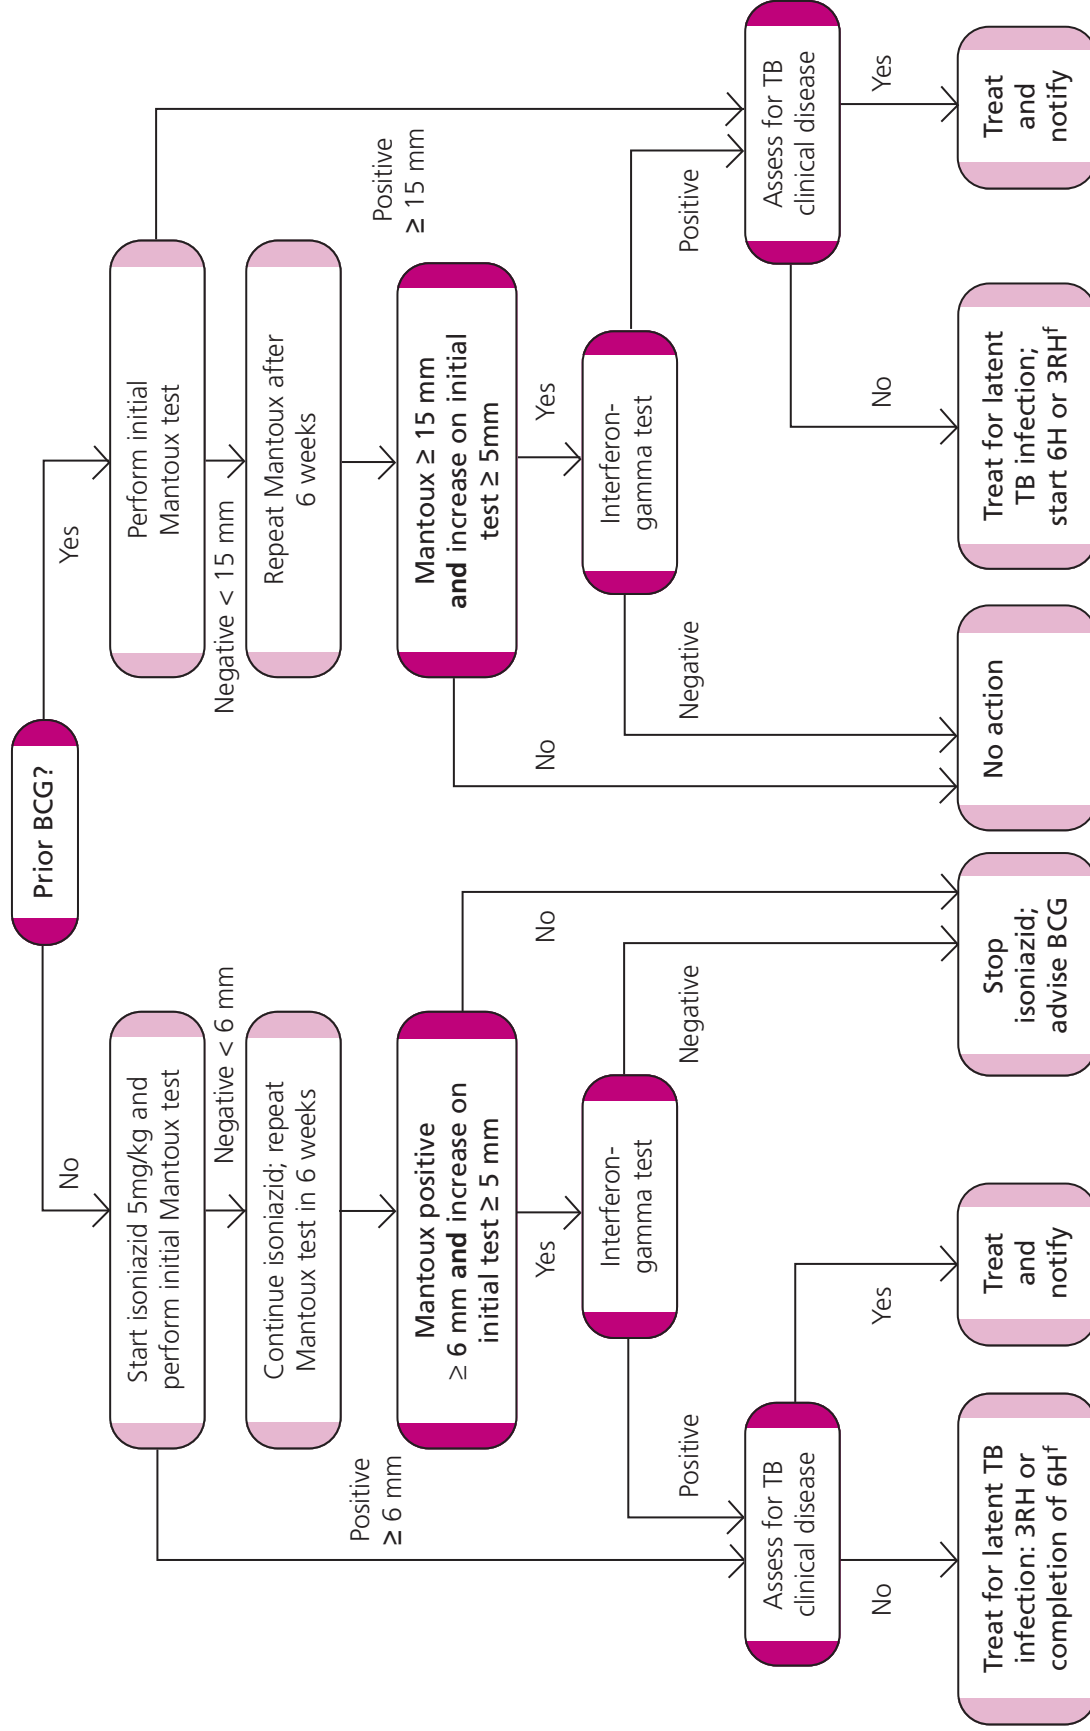 Prior BCG?
No
Yes
Start isoniazid 5mg/kg and
perform initial Mantoux test
Perform initial
Mantoux test
Negative < 6 mm
Negative < 15 mm
Positive
≥ 6 mm
Positive
≥ 15 mm
Continue isoniazid; repeat
Mantoux test in 6 weeks
Repeat Mantoux after
6 weeks
Mantoux positive
≥ 6 mm and increase on
initial test ≥ 5 mm
Mantoux ≥ 15 mm
and increase on initial
test ≥ 5mm
Yes
No
No
Yes
Interferon-
gamma test
Interferon-
gamma test
Positive
Negative
Negative
Positive
Assess for TB
clinical disease
Assess for TB
clinical disease
No
Yes
No
Yes
Treat for latent TB
infection: 3RH or
completion of 6Hf
Treat
and
notify
Stop
isoniazid;
advise BCG
No action
Treat for latent
TB infection;
start 6H or 3RHf
Treat
and
notify